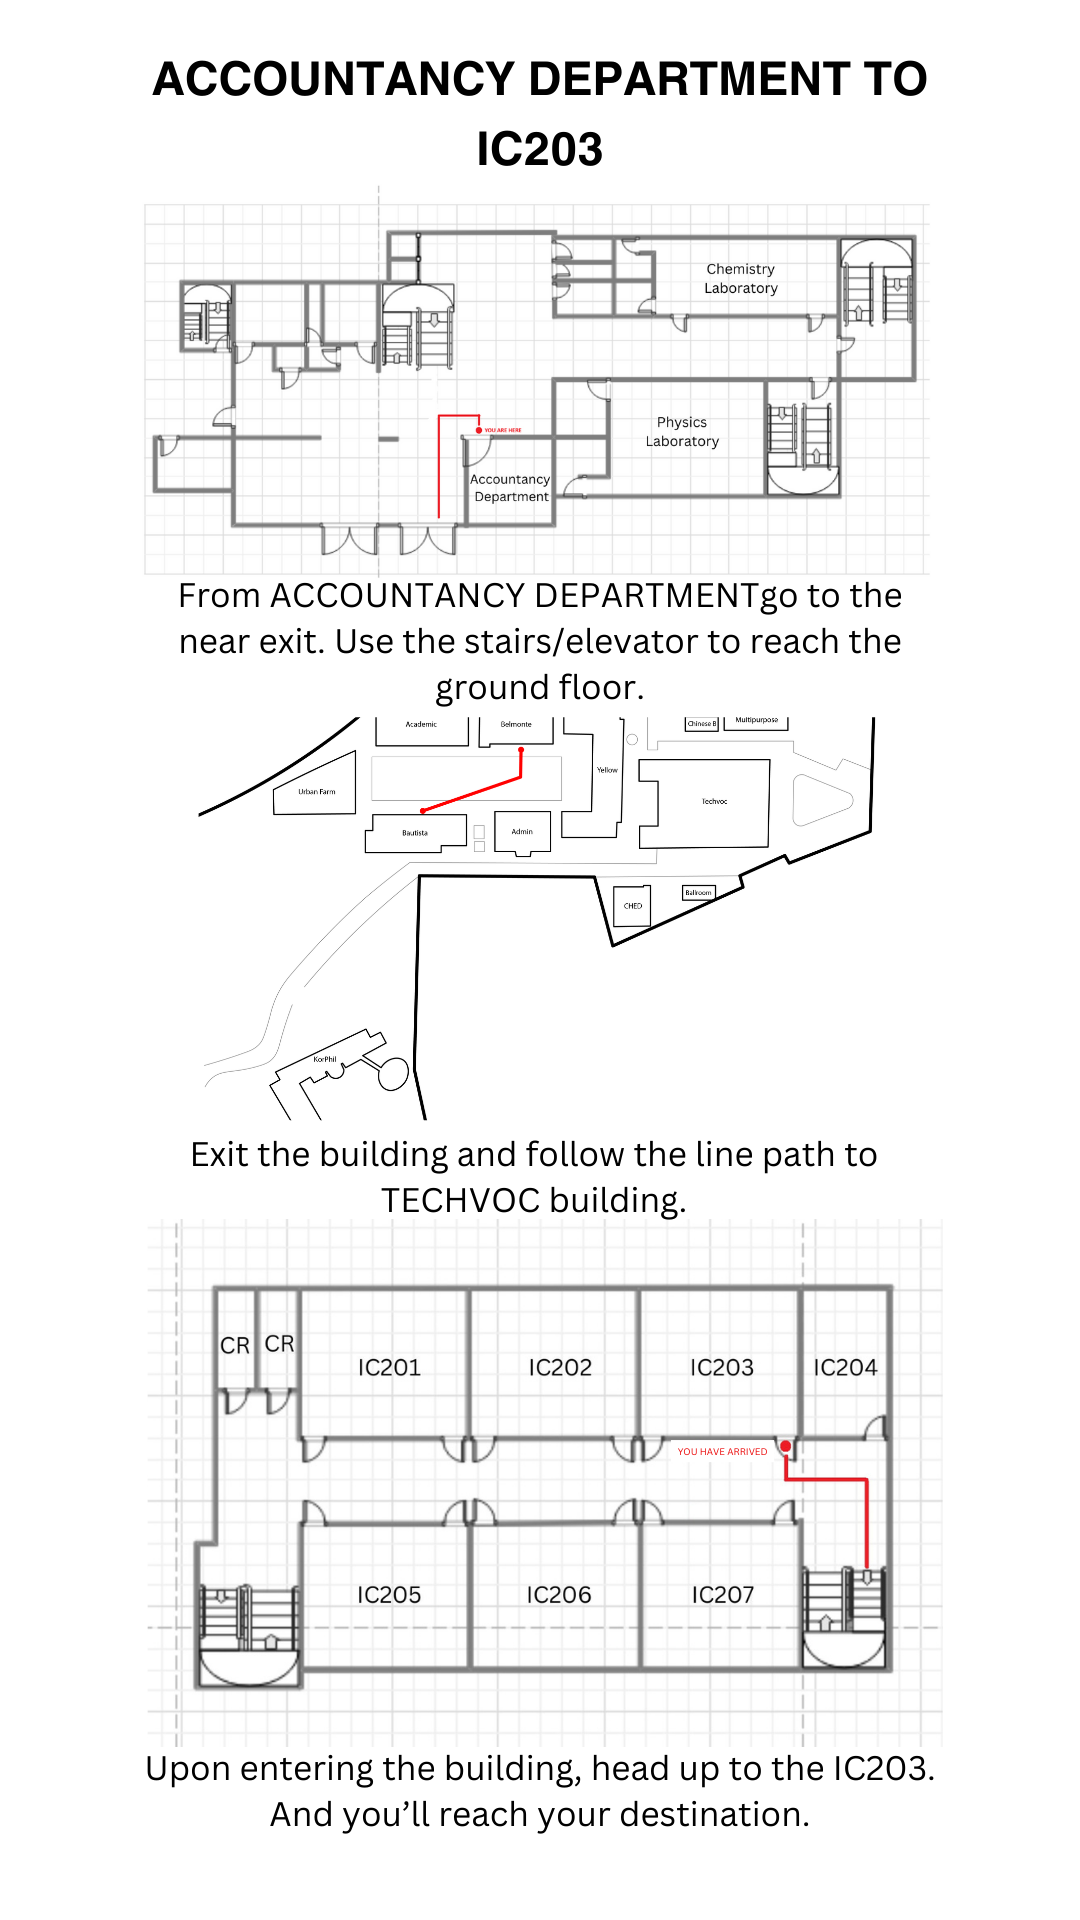 ACCOUNTANCY DEPARTMENT TO
IC203
Chemistry
Laboratory
Physics
Laboratory
YOU ARE HERE
Accountancy
Department
From ACCOUNTANCY DEPARTMENTgo to the
near exit. Use the stairs/elevator to reach the
ground floor.
Academic
Belmonte
Chinese B
Multipurpose
Yellow
Urban Farm
Techvoc
Bautista
Admin
CHED
Ballroom
KorPhil
Exit the building and follow the line path to
TECHVOC building.
CR
CR
IC201
IC202
IC203
IC204
YOU HAVE ARRIVED
IC205
IC206
IC207
Upon entering the building, head up to the IC203.
And you’ll reach your destination.